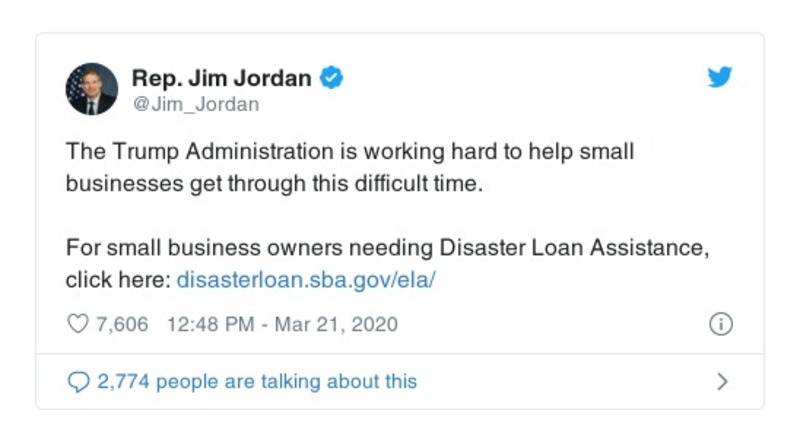 Rep. Jim Jordan
@Jim_Jordan
The Trump Administration is working hard to help small
businesses get through this difficult time.
For small business owners needing Disaster Loan Assistance,
click here: disasterloan.sba.gov/ela/
7,606 12:48 PM - Mar 21, 2020
2,774 people are talking about this